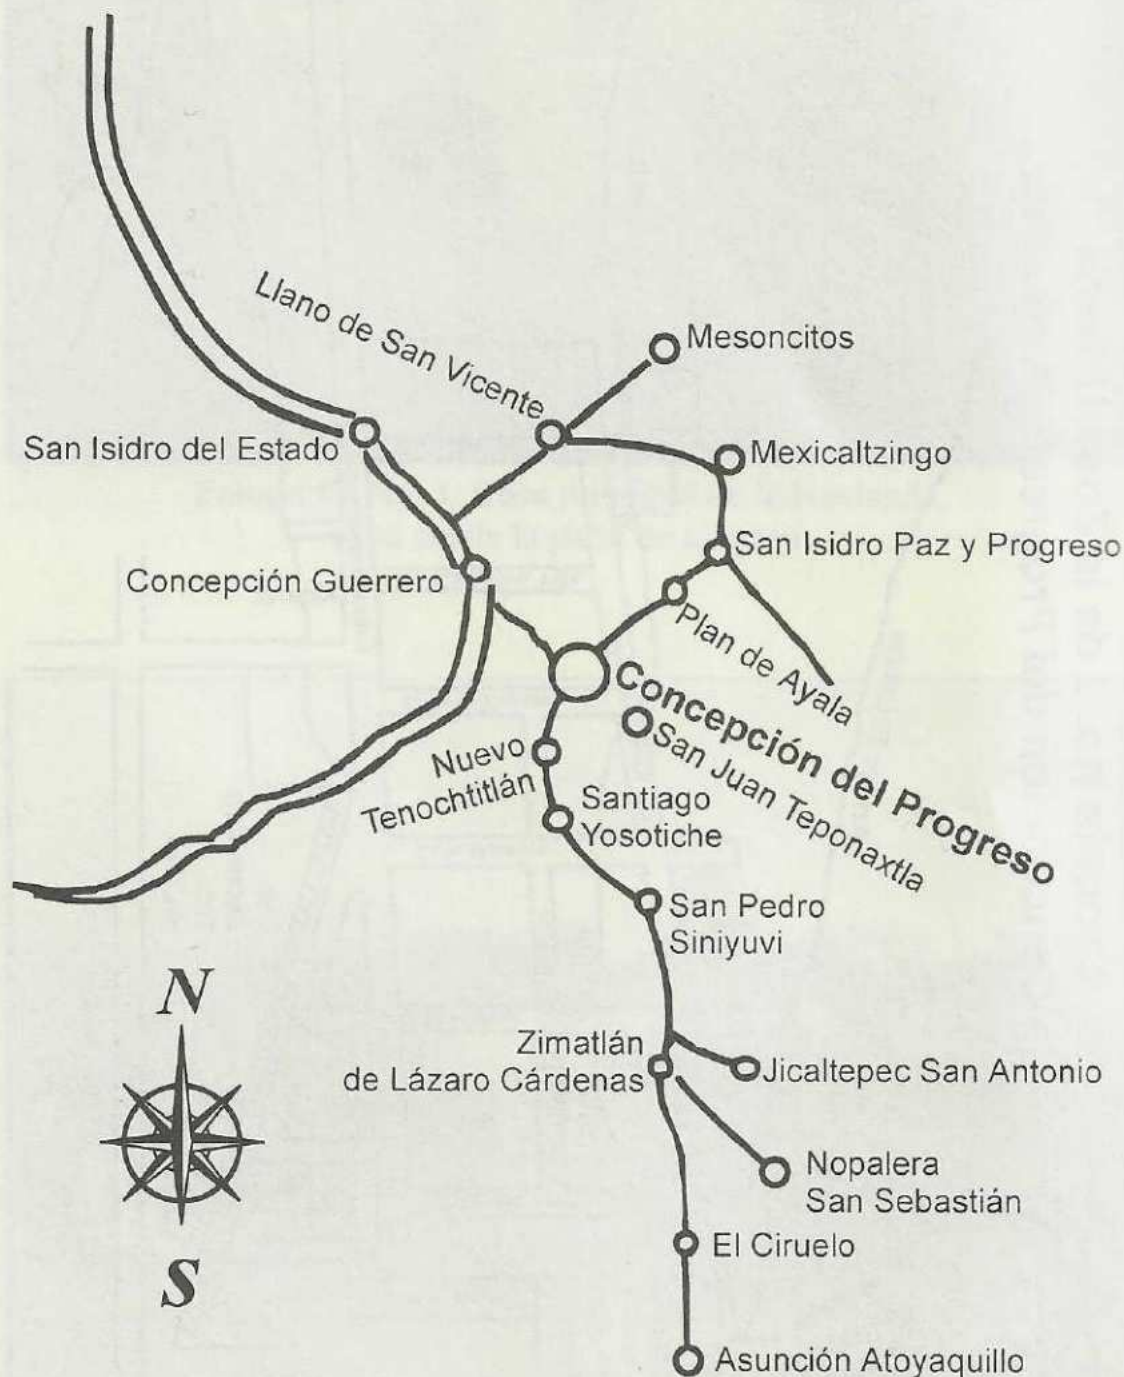 Llano de San Vicente
Mesoncitos
San Isidro del Estado
Mexicaltzingo
San Isidro Paz y Progreso
Concepción Guerrero
Plan de Ayala
Concepción del Progreso
San Juan Teponaxtla
Nuevo
Tenochtitlán
Santiago
Yosotiche
San Pedro
Siniyuvi
N
Zimatlán
de Lázaro Cárdenas
Jicaltepec San Antonio
Nopalera
San Sebastián
El Ciruelo
S
Asunción Atoyaquillo